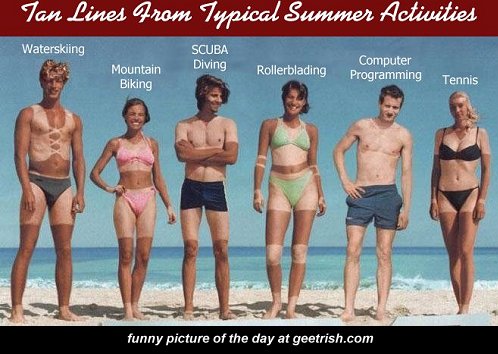 Tan Lines From Typical Summer Activities
Waterskiing
Mountain
Biking
SCUBA
Diving
Rollerblading
Computer
Programming
Tennis
funny picture of the day at geetrish.com